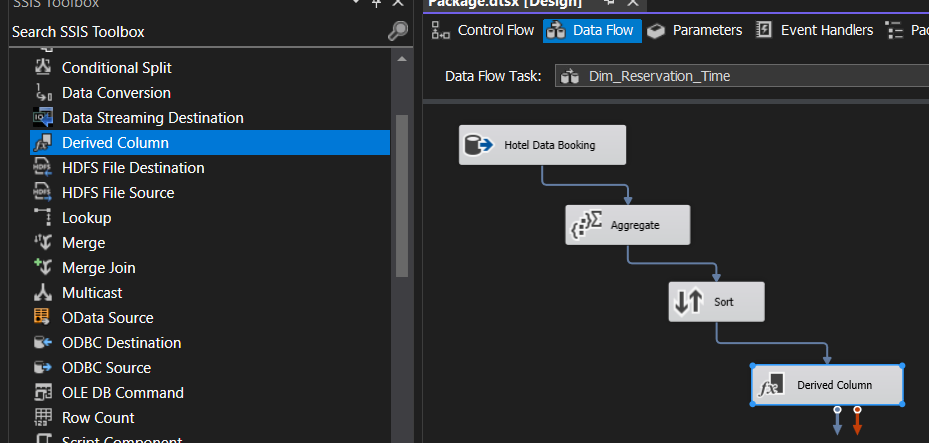 SSIS Toolbox
Search SSIS Toolbox
Conditional Split
Data Conversion
Data Streaming Destination
Derived Column
HDFS File Destination
HDFS File Source
Lookup
Merge
Merge Join
Multicast
OData Source
ODBC Destination
ODBC Source
OLE DB Command
Row Count
Script Component
Package.dtsx [Design]
Control Flow
Data Flow
Parameters
Event Handlers
Data Flow Task:
Dim_Reservation_Time
Hotel Data Booking
Aggregate
Sort
Derived Column